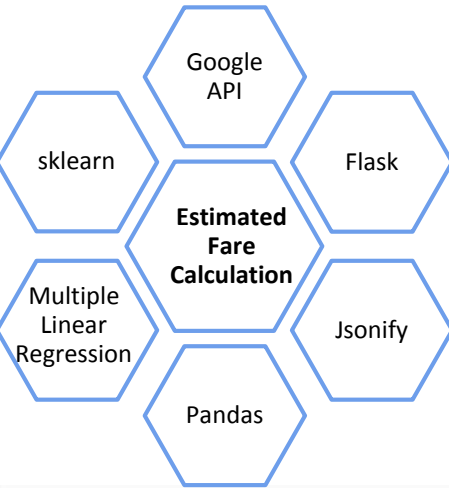 Google
API
sklearn
Flask
Estimated
Fare
Calculation
Multiple
Linear
Regression
Jsonify
Pandas